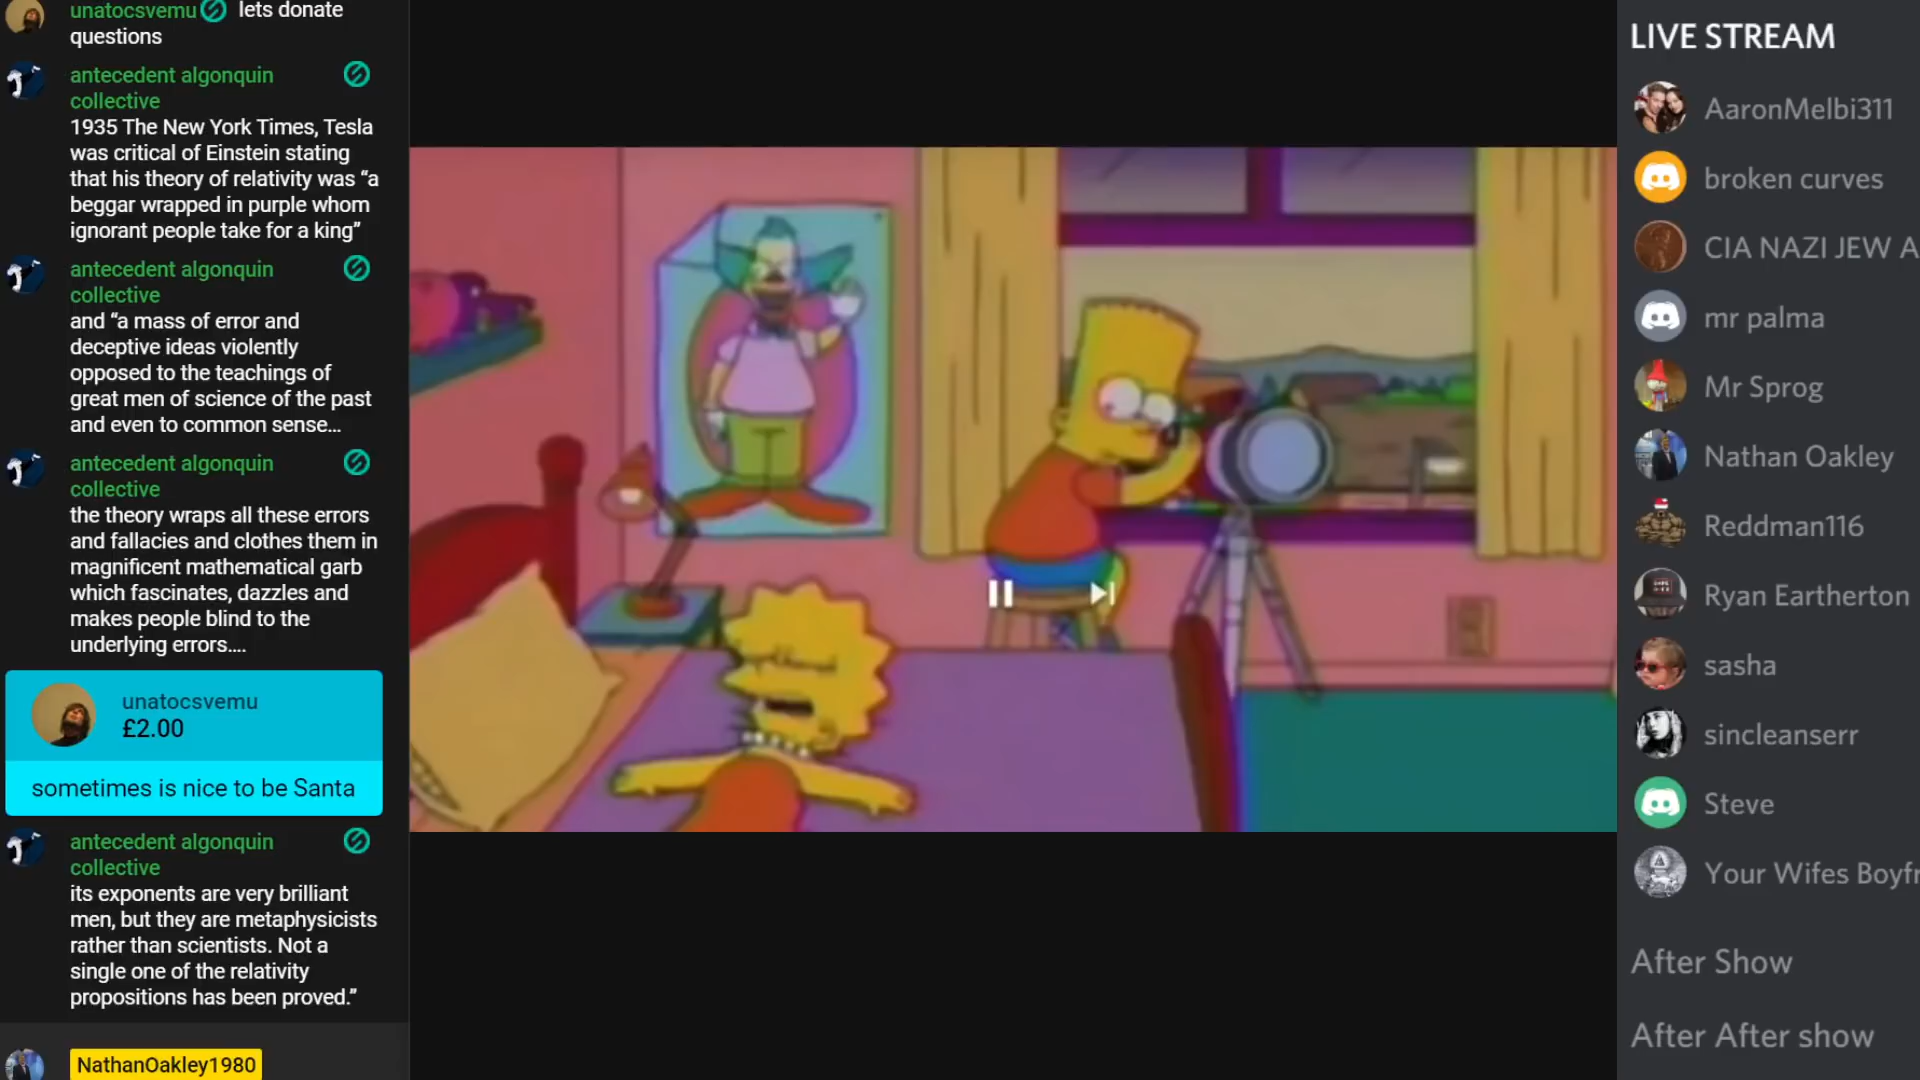 unatocsvemu lets donate
questions
antecedent algonquin
collective
1935 The New York Times, Tesla
was critical of Einstein stating
that his theory of relativity was “a
beggar wrapped in purple whom
ignorant people take for a king”
antecedent algonquin
collective
and “a mass of error and
deceptive ideas violently
opposed to the teachings of
great men of science of the past
and even to common sense...
antecedent algonquin
collective
the theory wraps all these errors
and fallacies and clothes them in
magnificent mathematical garb
which fascinates, dazzles and
makes people blind to the
underlying errors....
unatocsvemu
£2.00
sometimes is nice to be Santa
antecedent algonquin
collective
its exponents are very brilliant
men, but they are metaphysicists
rather than scientists. Not a
single one of the relativity
propositions has been proved.”
NathanOakley1980
LIVE STREAM
AaronMelbi311
broken curves
CIA NAZI JEW A
mr palma
Mr Sprog
Nathan Oakley
Reddman116
Ryan Eartherton
sasha
sincleanserr
Steve
Your Wifes Boyfr
After Show
After After show